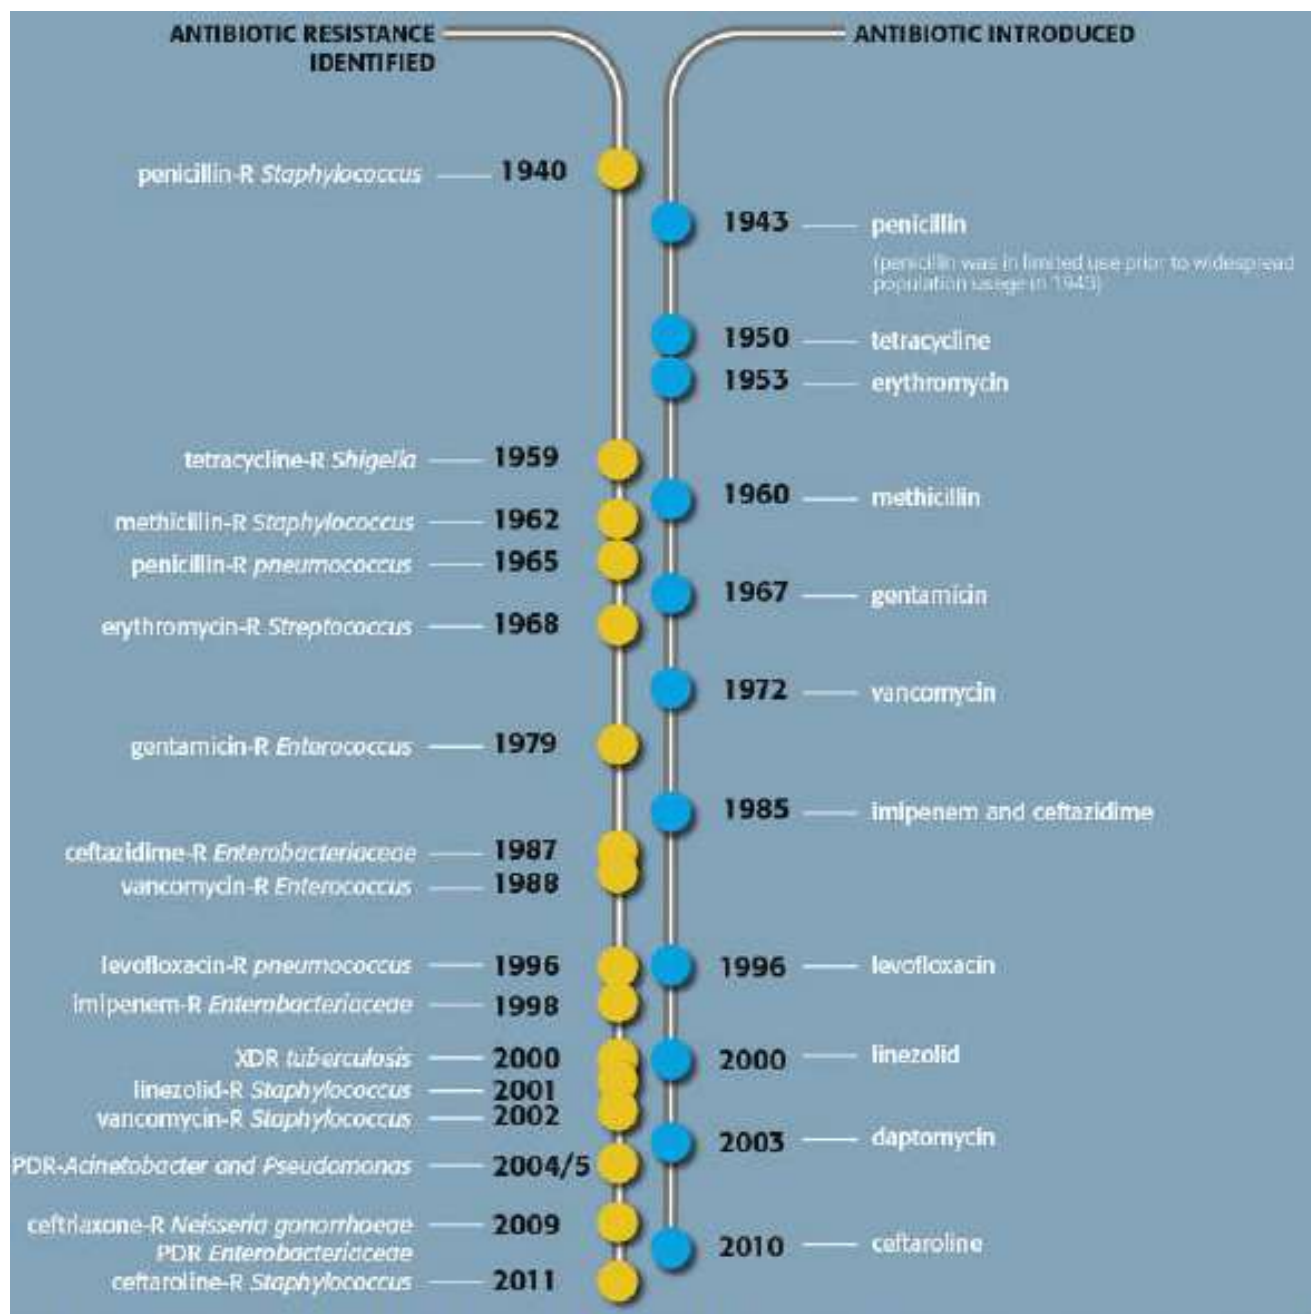 ANTIBIOTIC RESISTANCE
IDENTIFIED
ANTIBIOTIC INTRODUCED
penicillin-R Staphylococcus 1940
1943 penicillin
(penicillin was in limited use prior to widespread
population usage in 1943)
1950 tetracycline
1953 erythromycin
tetracycline-R Shigella 1959
1960 methicillin
methicillin-R Staphylococcus 1962
penicillin-R pneumococcus 1965
1967 gentamicin
erythromycin-R Streptococcus 1968
1972 vancomycin
gentamicin-R Enterococcus 1979
1985 imipenem and ceftazidime
ceftazidime-R Enterobacteriaceae 1987
vancomycin-R Enterococcus 1988
levofloxacin-R pneumococcus 1996
1996 levofloxacin
imipenem-R Enterobacteriaceae 1998
XDR tuberculosis 2000
2000 linezolid
linezolid-R Staphylococcus 2001
vancomycin-R Staphylococcus 2002
2003 daptomycin
PDR-Acinetobacter and Pseudomonas 2004/5
ceftriaxone-R Neisseria gonorrhoeae 2009
PDR Enterobacteriaceae
2010 ceftaroline
ceftaroline-R Staphylococcus 2011